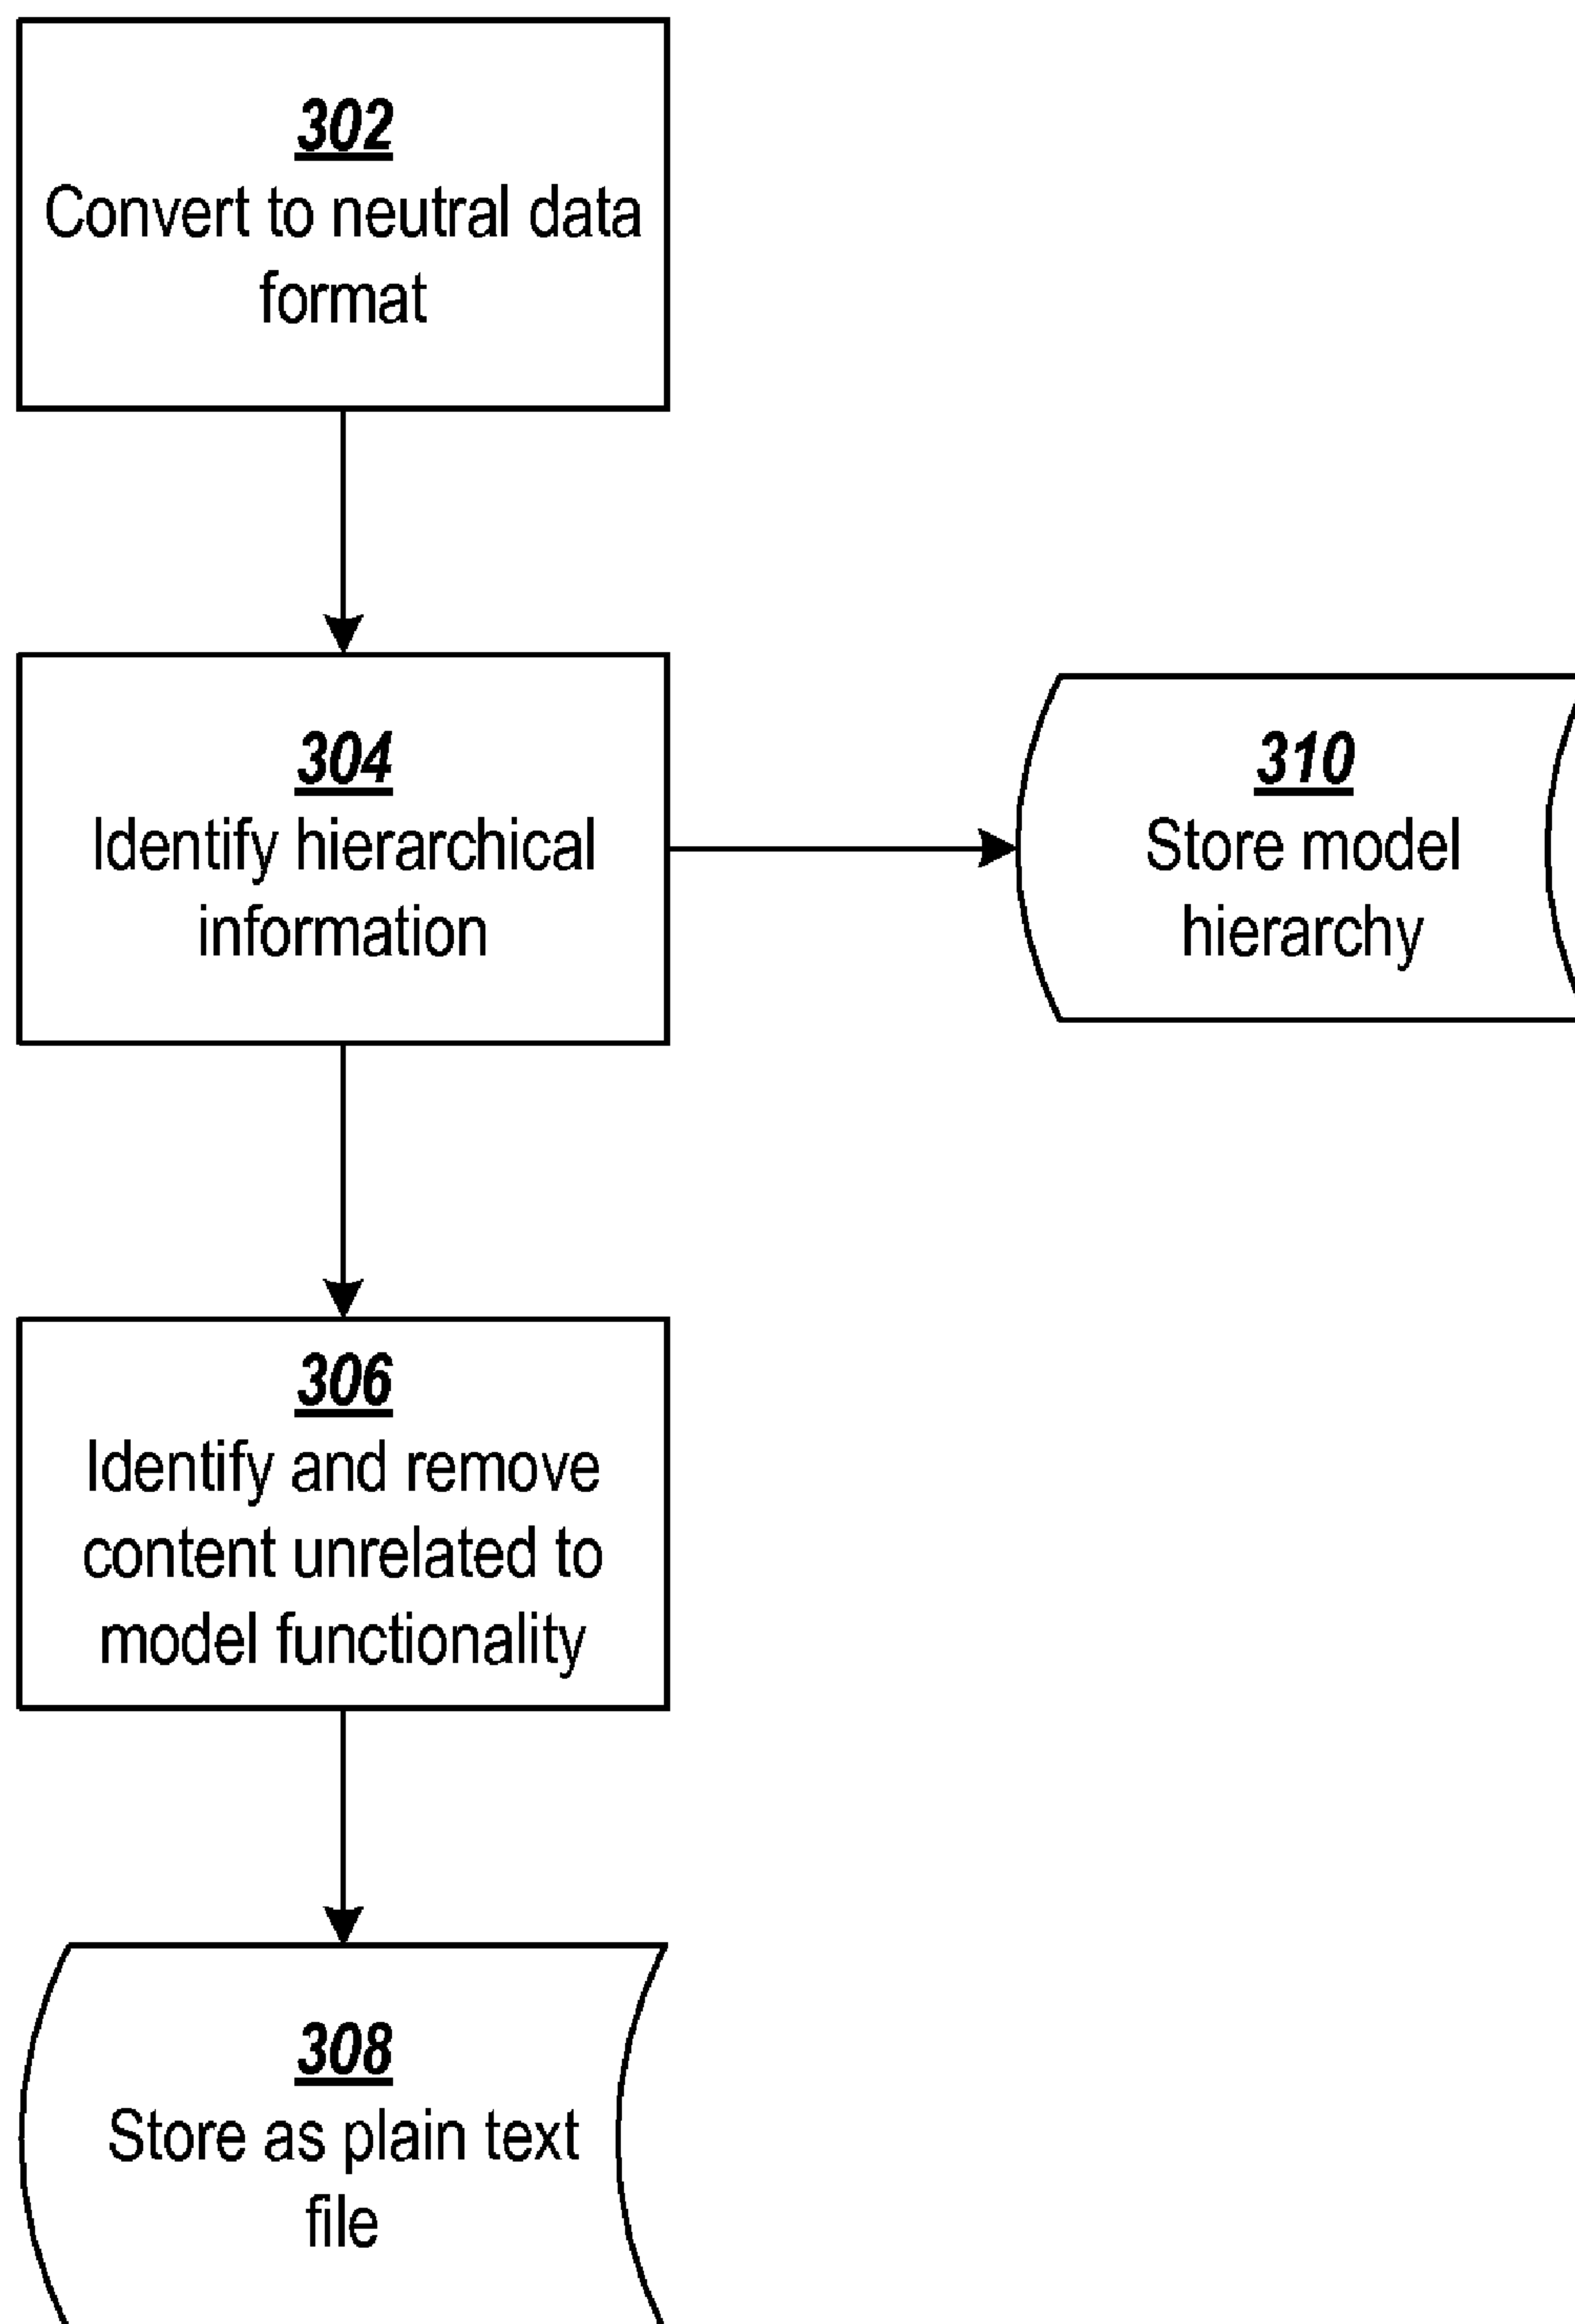 302
Convert to neutral data
format
304
Identify hierarchical
information
310
Store model
hierarchy
306
Identify and remove
content unrelated to
model functionality
308
Store as plain text
file